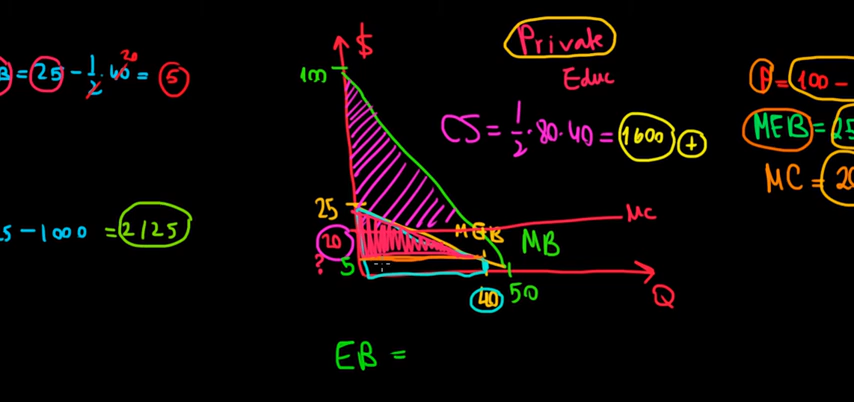 B = 25 - 1/2 · 40 20 = 5
5 - 1000 = 2125
$
100
25
20
?
5
MEB
MC
MB
40
50
Q
Private
Educ
CS = 1/2 · 80 · 40 = 1600 +
EB =
P = 100 -
MEB = 25
MC = 20